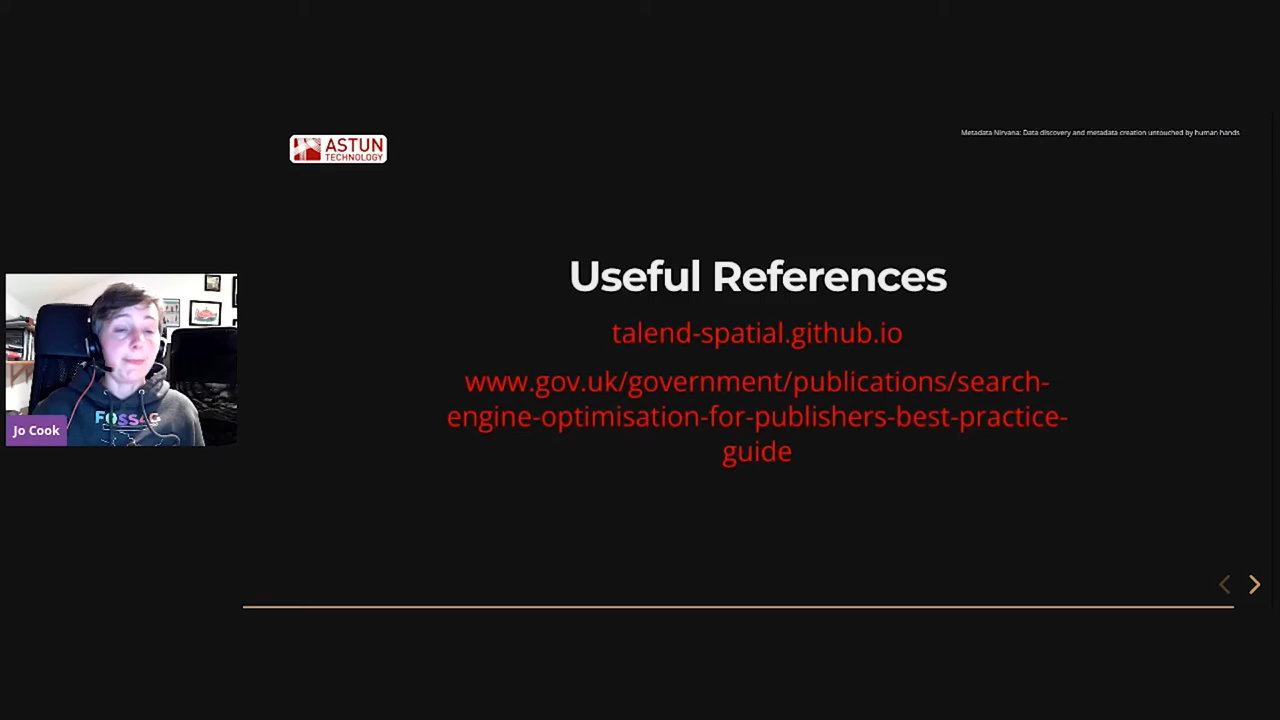 ASTUN
TECHNOLOGY
Metadata Nirvana: Data discovery and metadata creation untouched by human hands
Useful References
talend-spatial.github.io
www.gov.uk/government/publications/search-
engine-optimisation-for-publishers-best-practice-
guide
FOSS4G
Jo Cook